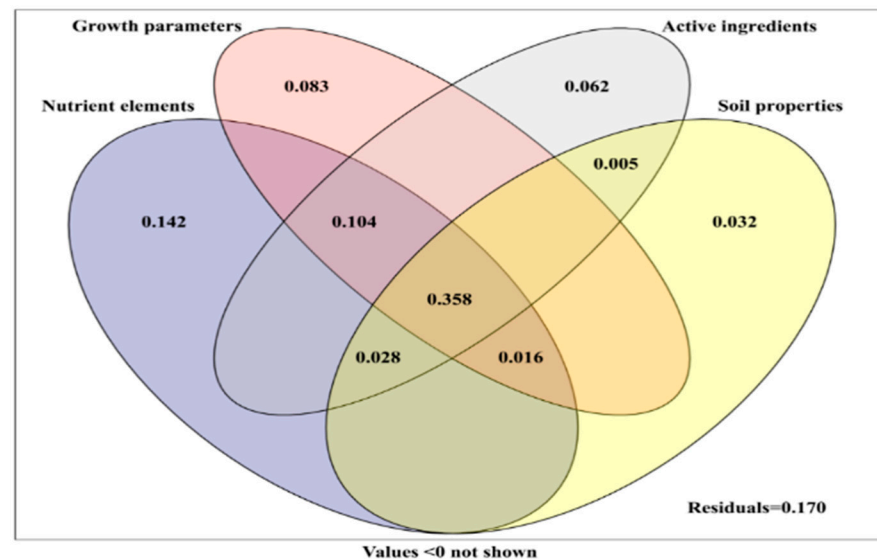 Growth parameters
Active ingredients
Nutrient elements
Soil properties
0.083
0.062
0.005
0.142
0.104
0.032
0.358
0.028
0.016
Residuals=0.170
Values <0 not shown